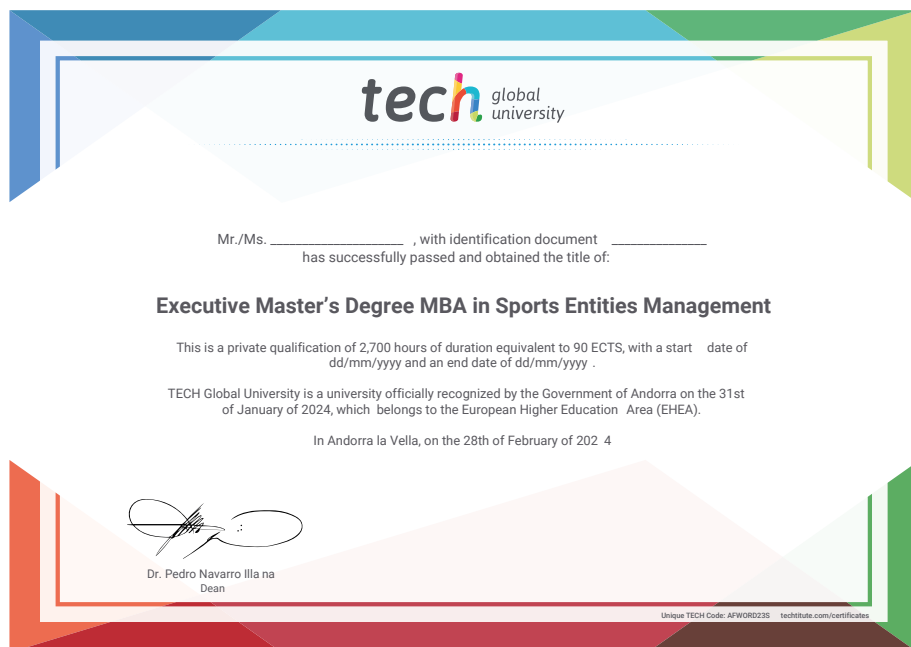 tech global
university
Mr./Ms. _____________________ , with identification document _______________
has successfully passed and obtained the title of:
Executive Master’s Degree MBA in Sports Entities Management
This is a private qualification of 2,700 hours of duration equivalent to 90 ECTS, with a start date of
dd/mm/yyyy and an end date of dd/mm/yyyy .
TECH Global University is a university officially recognized by the Government of Andorra on the 31st
of January of 2024, which belongs to the European Higher Education Area (EHEA).
In Andorra la Vella, on the 28th of February of 202 4
Dr. Pedro Navarro Illa na
Dean
Unique TECH Code: AFWORD23S techtitute.com/certificates